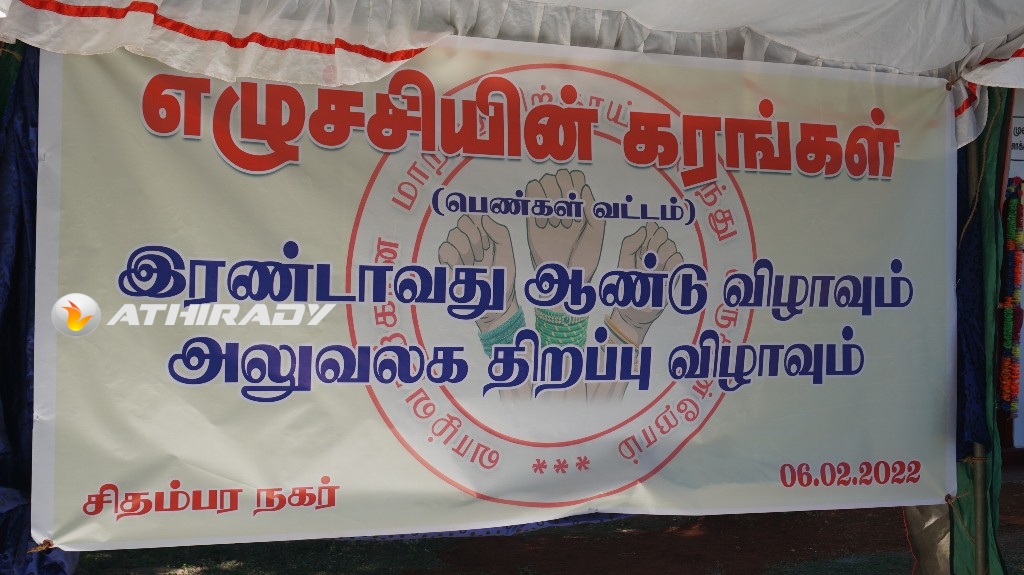 எழுச்சியின் கரங்கள்
(பெண்கள் வட்டம்)
இரண்டாவது ஆண்டு விழாவும்
ATHIRADY
அலுவலக திறப்பு விழாவும்
***
சிதம்பர நகர்
06.02.2022